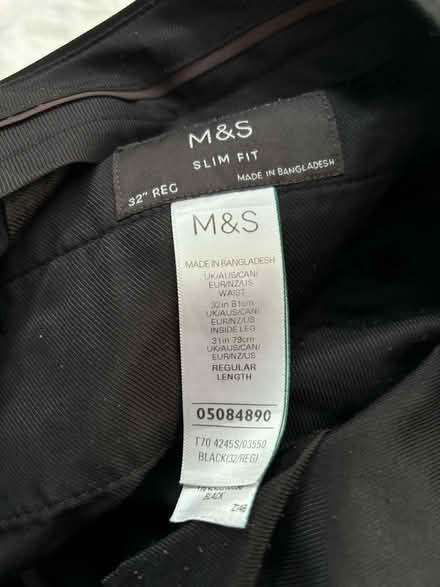 M&S
SLIM FIT
32" REG MADE IN BANGLADESH
M&S
MADE IN BANGLADESH
UK/AUS/CAN/
EUR/NZ/US
WAIST
32in 81cm
UK/AUS/CAN/
EUR/NZ/US
INSIDE LEG
31in 79cm
UK/AUS/CAN/
EUR/NZ/US
REGULAR
LENGTH
05084890
T70 4245S/03550
BLACK(32/REG)
BLACK